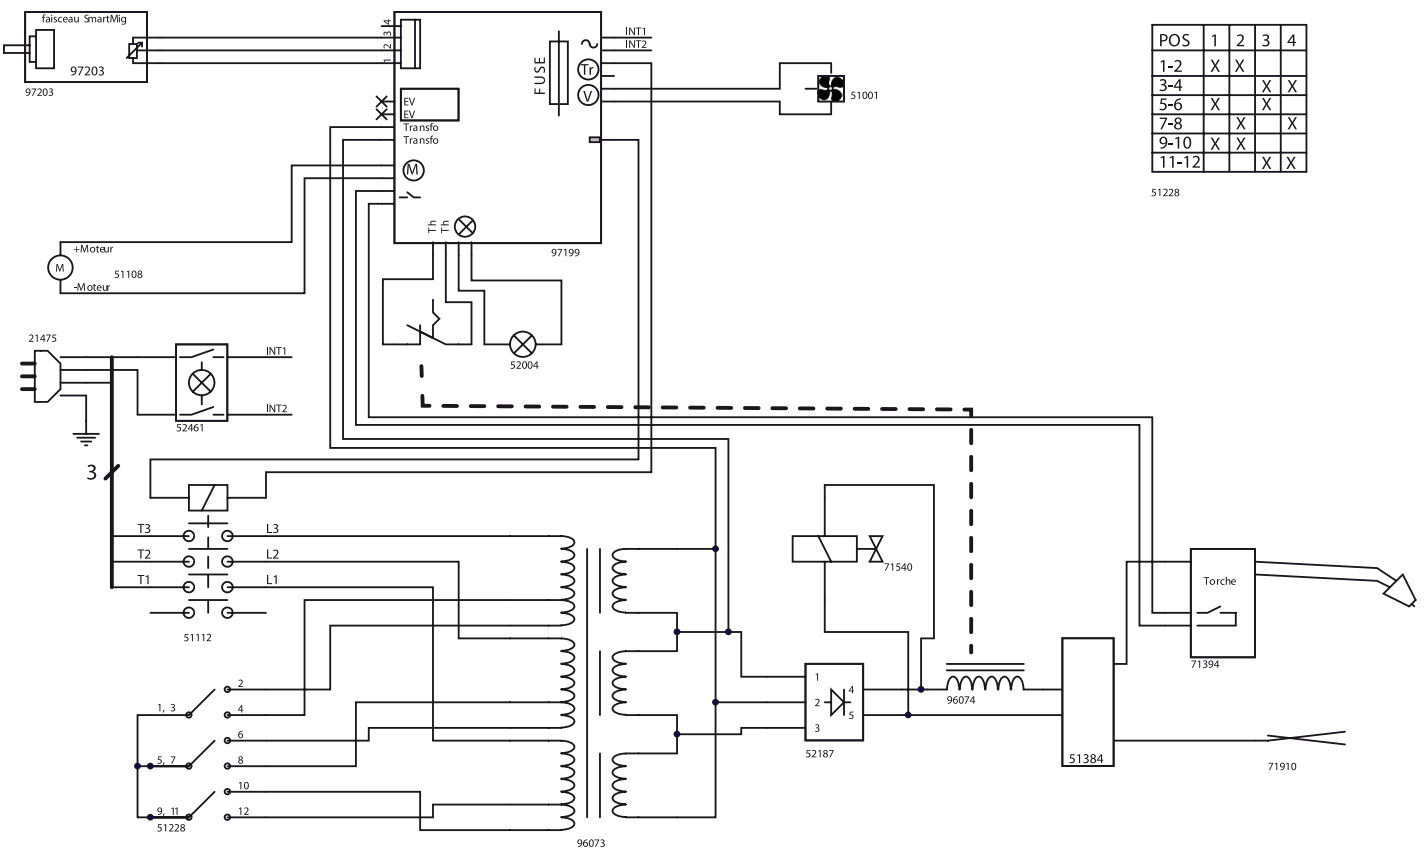 faisceau SmartMig
97203
97203
4
3
2
1
FUSE
INT1
INT2
Tr
V
51001
EV
EV
Transfo
Transfo
M
Th
Th
97199
POS 1 2 3 4
1-2 X X
3-4 X X
5-6 X X
7-8 X X
9-10 X X
11-12 X X
51228
+Moteur
M
51108
-Moteur
21475
INT1
INT2
52461
52004
3
T3 L3
T2 L2
T1 L1
51112
71540
Torche
71394
1, 3
2
4
5, 7
6
8
9, 11
10
12
51228
96073
1
2
3
4
5
52187
96074
51384
71910